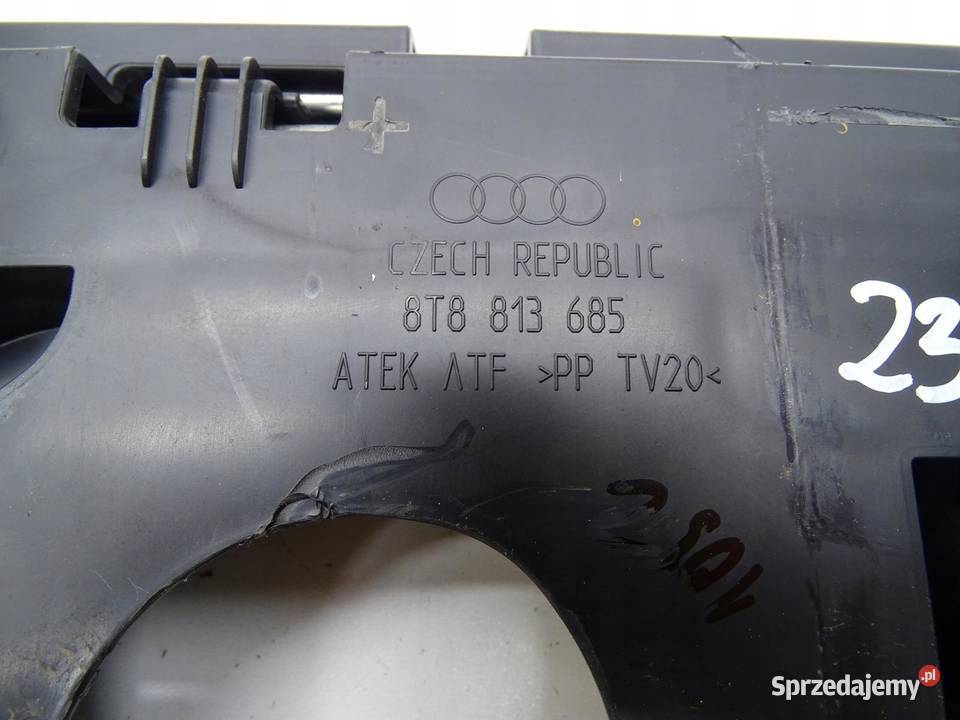 CZECH REPUBLIC
8T8 813 685
ATEK ATF >PP TV20<
23
Sprzedajemy.pl